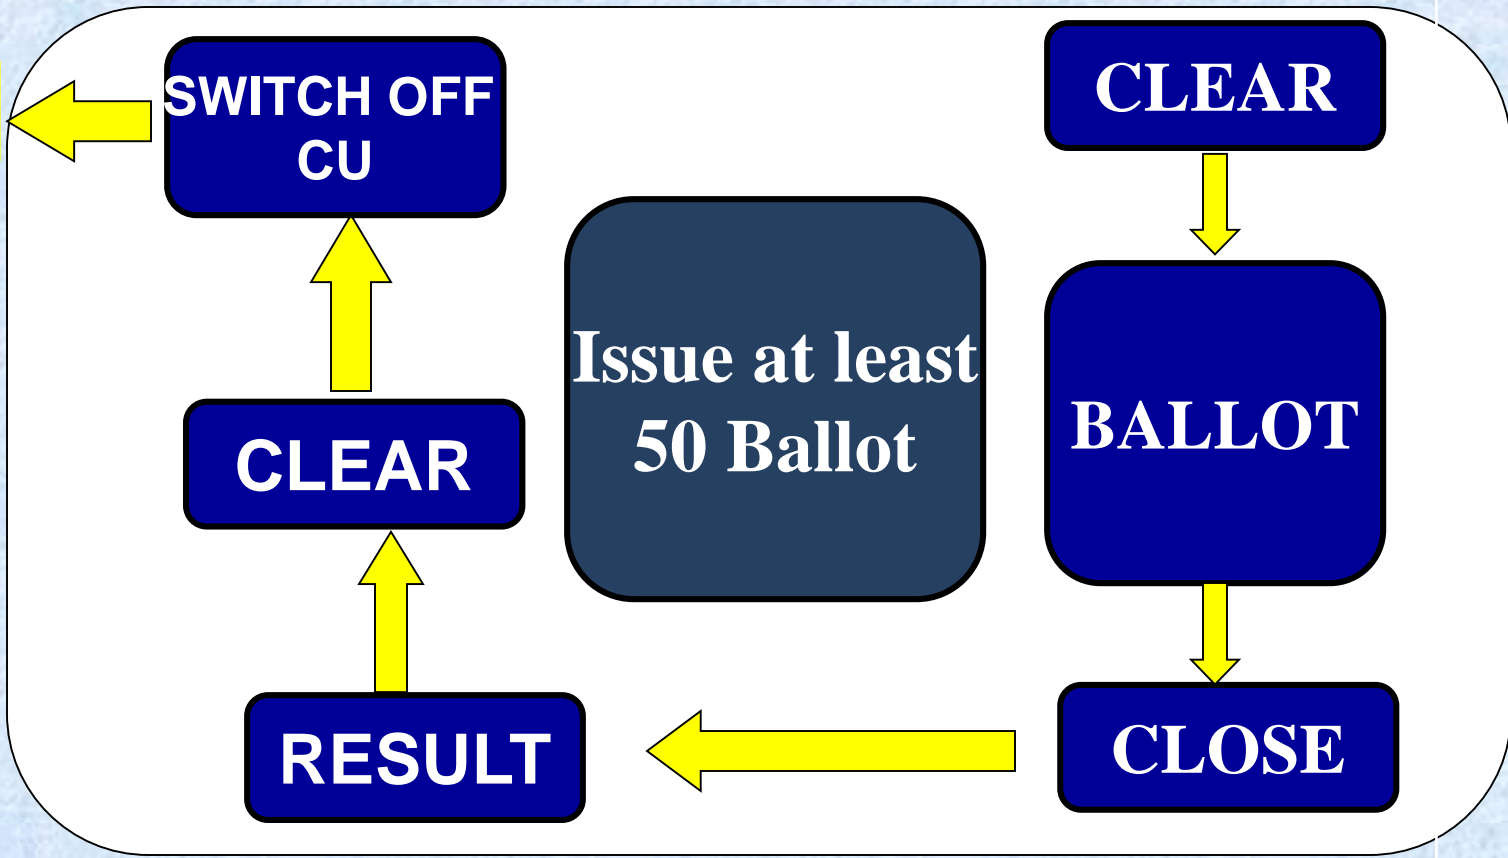 SWITCH OFF
CU
CLEAR
Issue at least
50 Ballot
BALLOT
CLEAR
RESULT
CLOSE